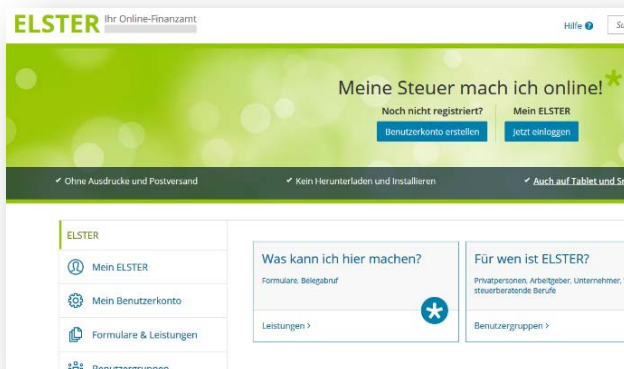 ELSTER Ihr Online-Finanzamt
Hilfe ?
Meine Steuer mach ich online!
Noch nicht registriert? Mein ELSTER
Benutzerkonto erstellen Jetzt einloggen
✔ Ohne Ausdrucke und Postversand ✔ Kein Herunterladen und Installieren ✔ Auch auf Tablet und
ELSTER
Mein ELSTER
Mein Benutzerkonto
Formulare & Leistungen
Benutzergruppen
Was kann ich hier machen?
Formulare, Belegabruf
Leistungen >
Für wen ist ELSTER?
Privatpersonen, Arbeitgeber, Unternehmer,
steuerberatende Berufe
Benutzergruppen >